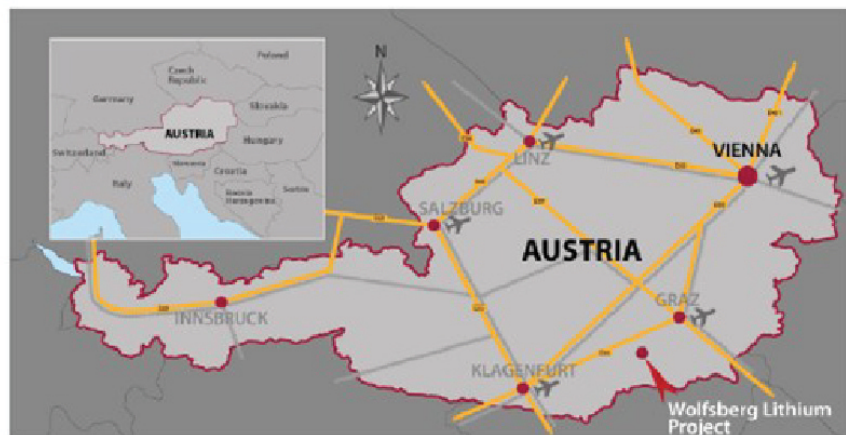 N
Poland
Czech
Republic
Germany
Slovakia
AUSTRIA
Hungary
Switzerland
Slovenia
Croatia
Italy
Bosnia
Herzegovina
Serbia
LINZ
VIENNA
SALZBURG
AUSTRIA
INNSBRUCK
GRAZ
KLAGENFURT
Wolfsberg Lithium
Project